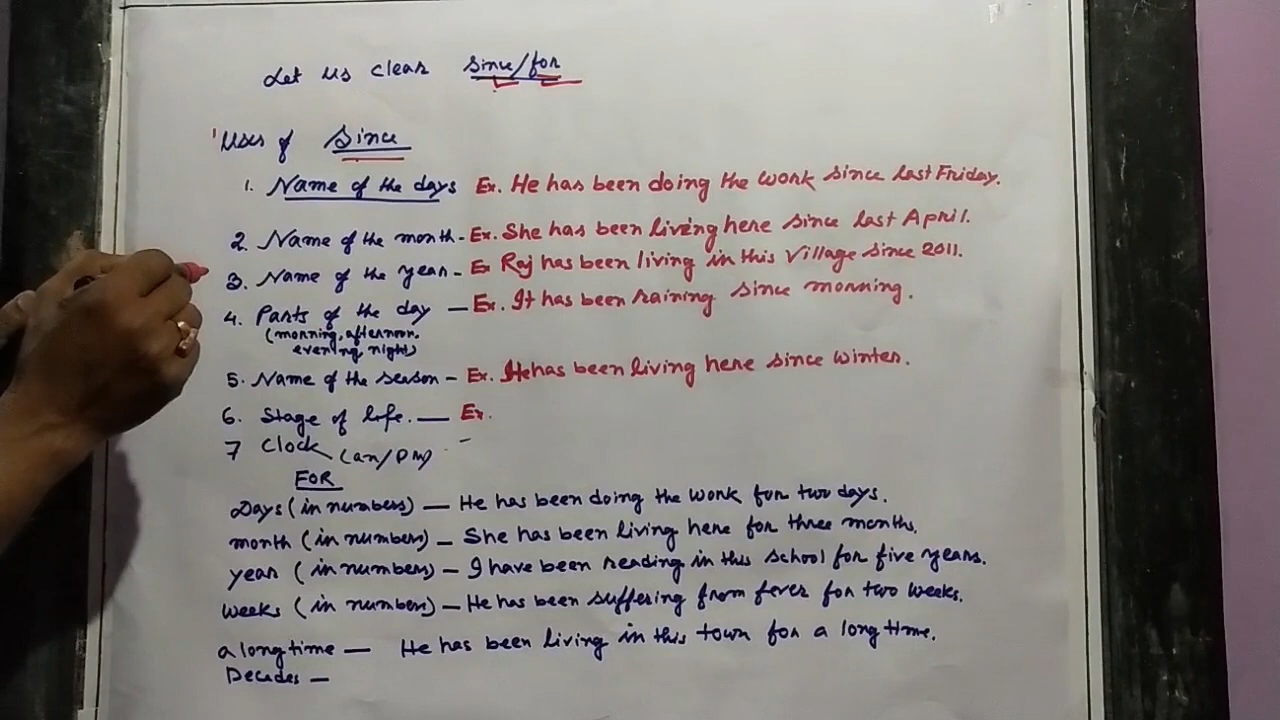 Let us clear since/for
Uses of Since
1. Name of the days Ex. He has been doing the work since last Friday.
2. Name of the month - Ex. She has been living here since last April.
3. Name of the year - Ex Raj has been living in this village since 2011.
4. Parts of the day — Ex. It has been raining since morning.
(morning, afternoon,
evening, night)
5. Name of the season - Ex. He has been living here since winter.
6. Stage of life. — Ex.
7 Clock (am/pm) -
FOR
Days (in numbers) — He has been doing the work for two days.
month (in numbers) - She has been living here for three months.
year (in numbers) - I have been reading in this school for five years.
weeks (in numbers) - He has been suffering from fever for two weeks.
a long time — He has been living in this town for a long time.
Decades -